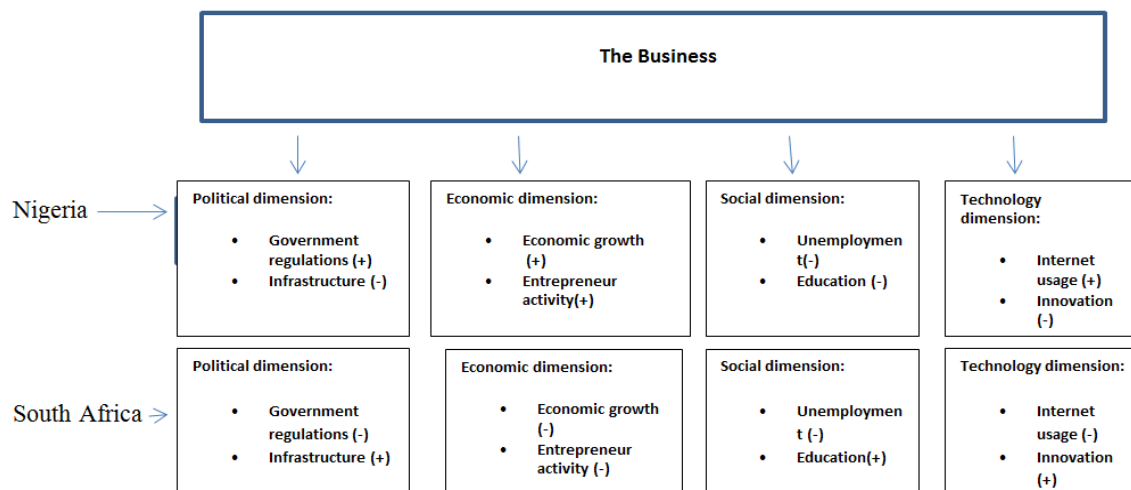 The Business
Nigeria
Political dimension:
• Government
regulations (+)
• Infrastructure (-)
Economic dimension:
• Economic growth
(+)
• Entrepreneur
activity(+)
Social dimension:
• Unemploymen
t(-)
• Education (-)
Technology
dimension:
• Internet
usage (+)
• Innovation
(-)
South Africa
Political dimension:
• Government
regulations (-)
• Infrastructure (+)
Economic dimension:
• Economic growth
(-)
• Entrepreneur
activity (-)
Social dimension:
• Unemploymen
t (-)
• Education(+)
Technology dimension:
• Internet
usage (-)
• Innovation
(+)